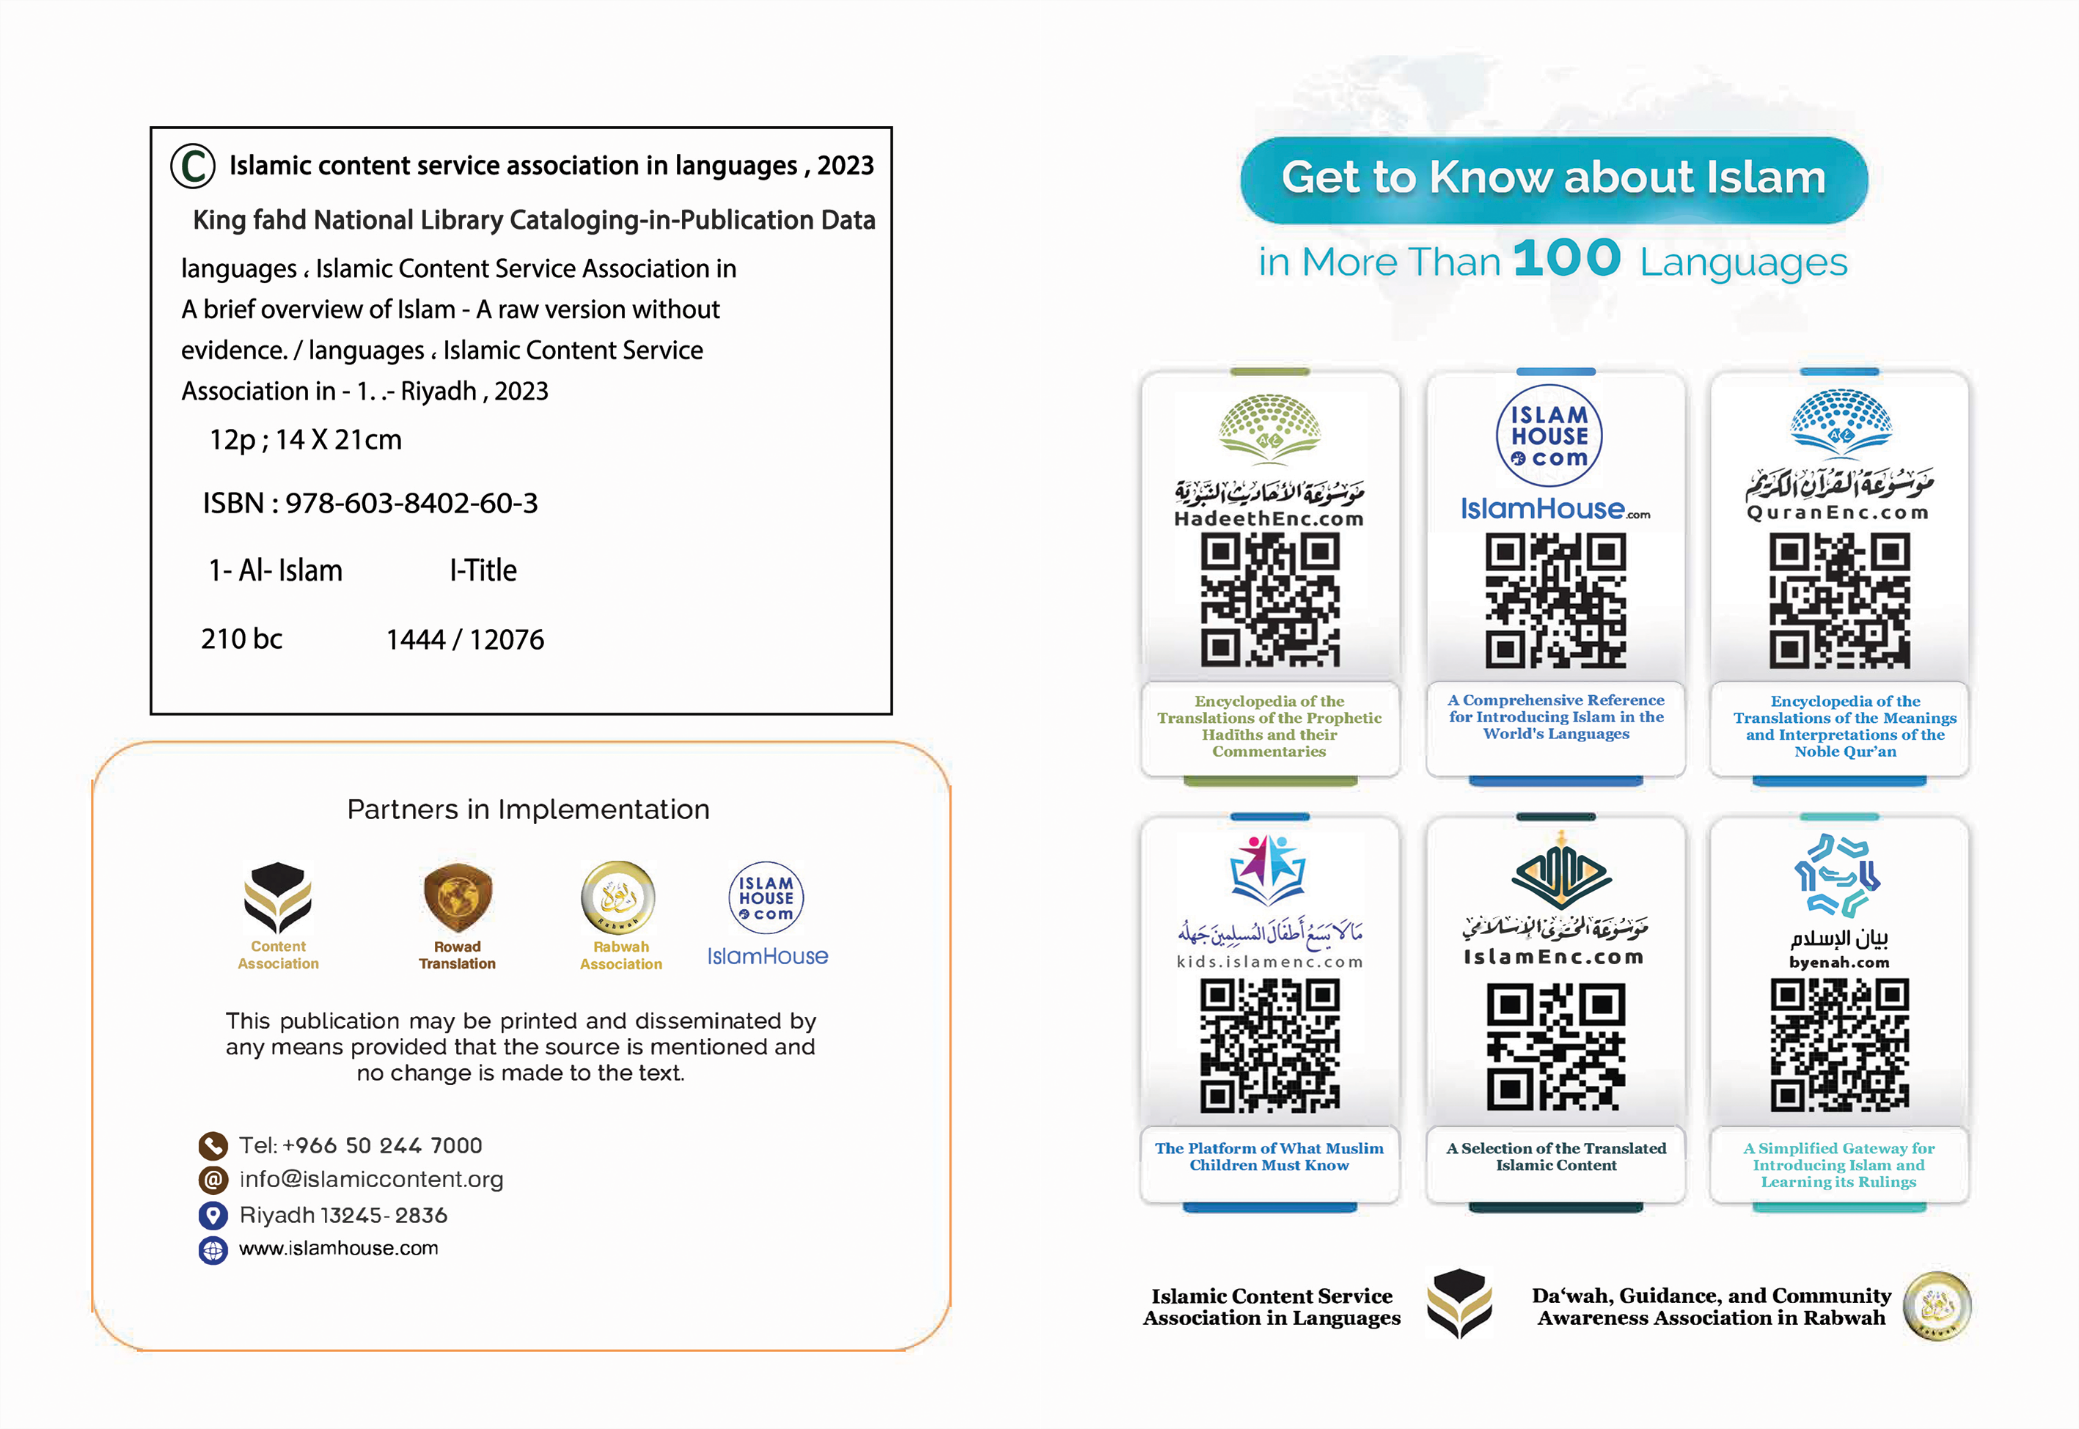 C Islamic content service association in languages , 2023
King fahd National Library Cataloging-in-Publication Data
languages ، Islamic Content Service Association in
A brief overview of Islam - A raw version without
evidence. / languages ، Islamic Content Service
Association in - 1. .- Riyadh , 2023
12p ; 14 X 21cm
ISBN : 978-603-8402-60-3
1- Al- Islam I-Title
210 bc 1444 / 12076
Partners in Implementation
ISLAM
HOUSE
com
Content
Association
Rowad
Translation
Rabwah
Rabwah
Association
IslamHouse
This publication may be printed and disseminated by
any means provided that the source is mentioned and
no change is made to the text.
Tel: +966 50 244 7000
info@islamiccontent.org
Riyadh 13245- 2836
www.islamhouse.com
Get to Know about Islam
in More Than 100 Languages
موسوعة الأحاديث النبوية
HadeethEnc.com
Encyclopedia of the
Translations of the Prophetic
Hadīths and their
Commentaries
ISLAM
HOUSE
com
IslamHouse.com
A Comprehensive Reference
for Introducing Islam in the
World's Languages
موسوعة القرآن الكريم
QuranEnc.com
Encyclopedia of the
Translations of the Meanings
and Interpretations of the
Noble Qur'an
مَا لَا يَسَعُ أَطْفَالَ المُسلِمِينَ جَهلُه
kids.islamenc.com
The Platform of What Muslim
Children Must Know
موسوعة المحتوى الإسلامي
IslamEnc.com
A Selection of the Translated
Islamic Content
بيان الإسلام
byenah.com
A Simplified Gateway for
Introducing Islam and
Learning its Rulings
Islamic Content Service
Association in Languages
Da‘wah, Guidance, and Community
Awareness Association in Rabwah
Rabwah